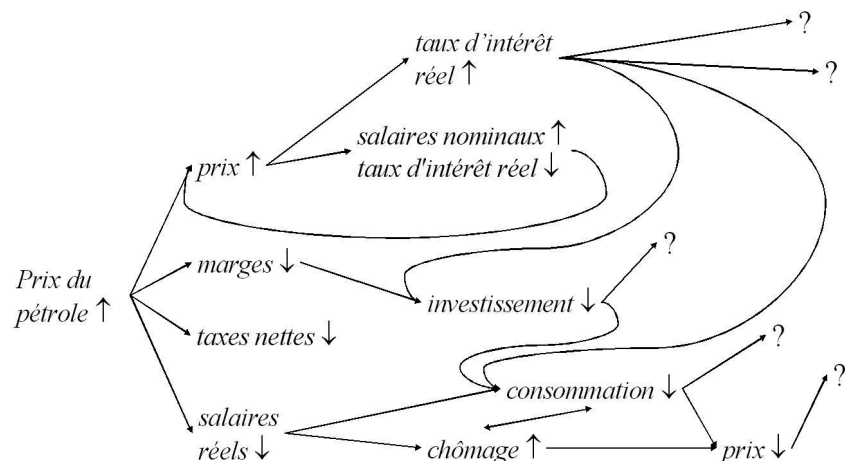 taux d'intérêt
réel ↑
?
?
salaires nominaux ↑
taux d'intérêt réel ↓
prix ↑
marges ↓
Prix du
pétrole ↑
investissement ↓
?
taxes nettes ↓
consommation ↓
?
?
salaires
réels ↓
chômage ↑
prix ↓